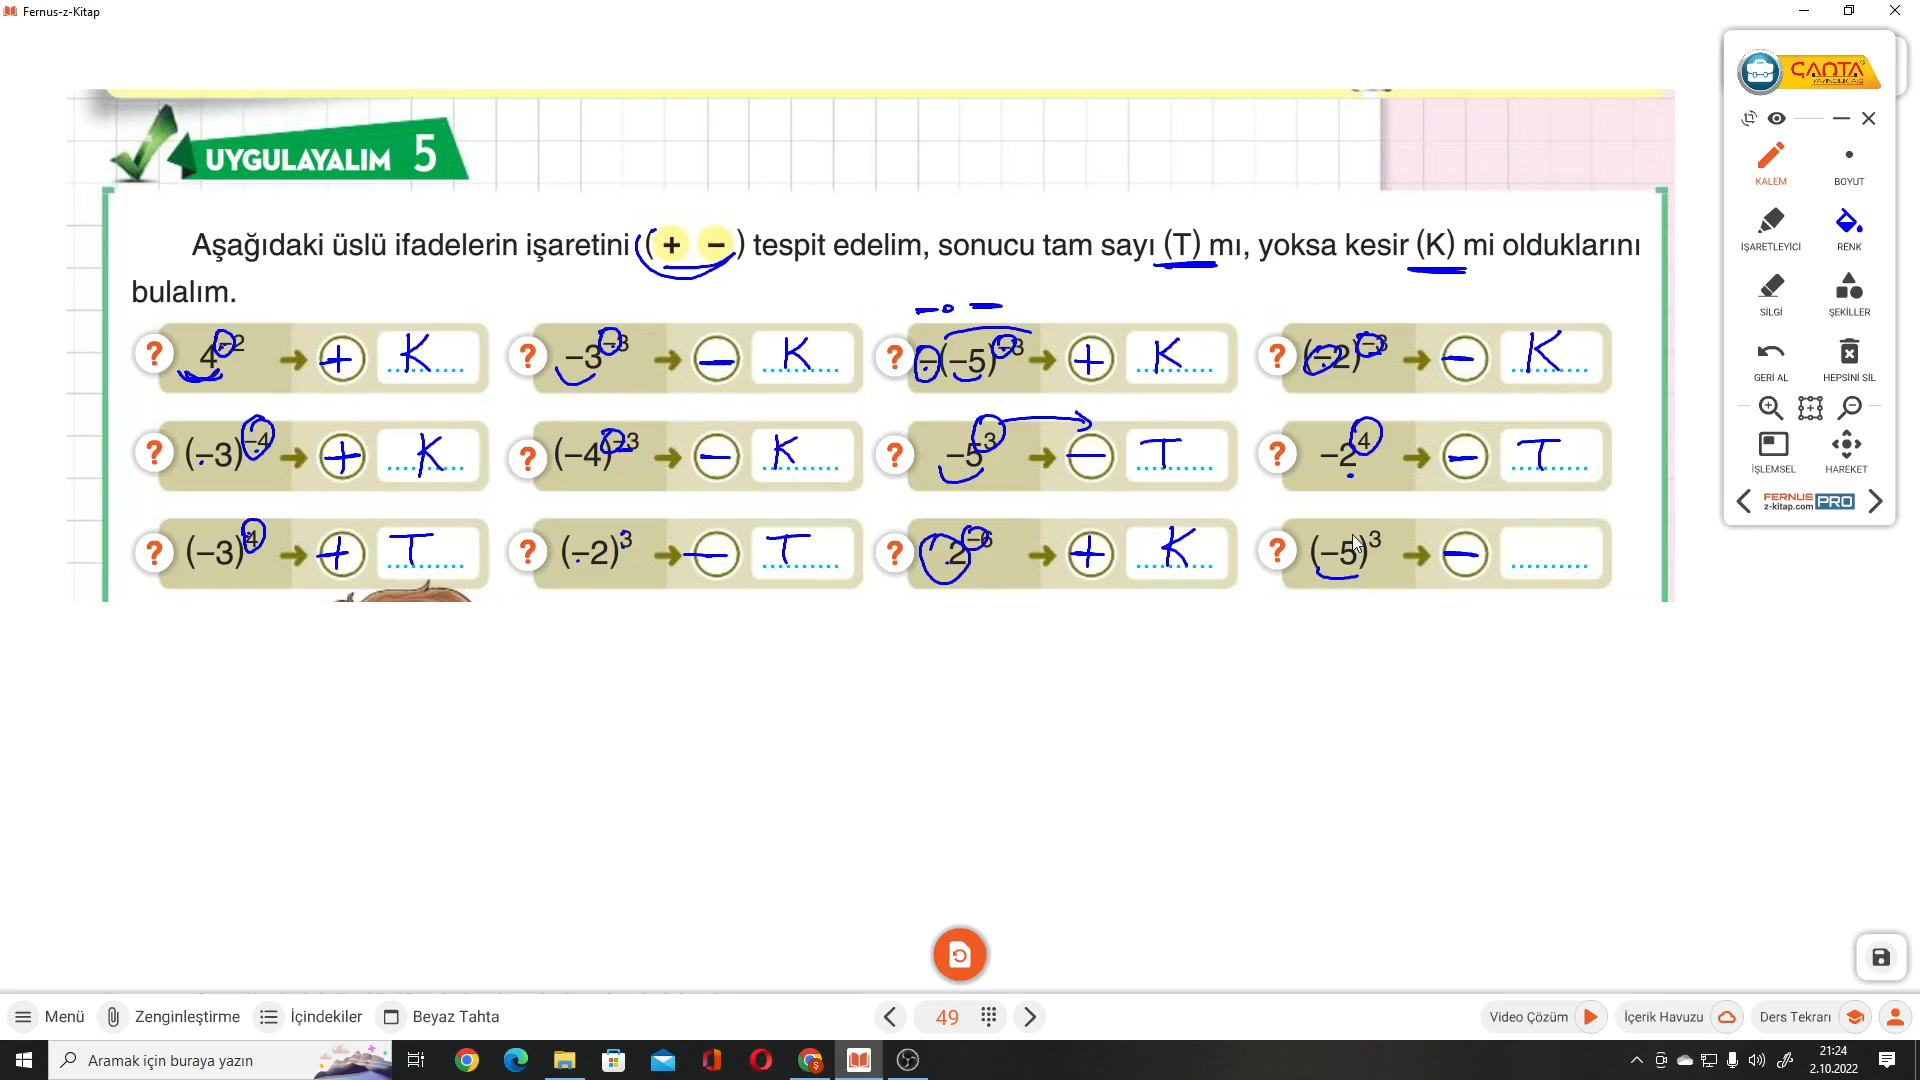 Fernus-z-Kitap
ÇANTA
YAYINCILIK A.Ş.
UYGULAYALIM 5
Aşağıdaki üslü ifadelerin işaretini (+ −) tespit edelim, sonucu tam sayı (T) mı, yoksa kesir (K) mi olduklarını
bulalım.
− · −
? 4⁻² + K ? −3⁻³ − K ? −(−5)⁻³ + K ? (−2)⁻³ − K
? (−3)⁻⁴ + K ? (−4)⁻³ − K ? −5³ − T ? −2⁴ − T
? (−3)⁴ + T ? (−2)³ − T ? 2⁻⁶ + K ? (−5)³ −
KALEM BOYUT
İŞARETLEYİCİ RENK
SİLGİ ŞEKİLLER
GERİ AL HEPSİNİ SİL
İŞLEMSEL HAREKET
FERNUS PRO
z-kitap.com
Menü Zenginleştirme İçindekiler Beyaz Tahta 49 Video Çözüm İçerik Havuzu Ders Tekrarı
Aramak için buraya yazın
21:24
2.10.2022